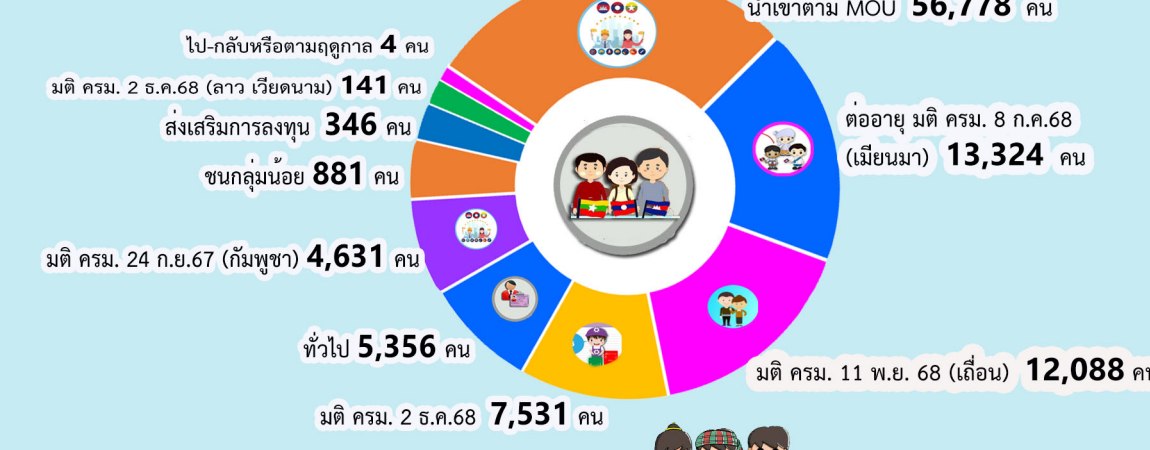 นำเข้าตาม MOU 56,778 คน
ไป-กลับหรือตามฤดูกาล 4 คน
มติ ครม. 2 ธ.ค.68 (ลาว เวียดนาม) 141 คน
ส่งเสริมการลงทุน 346 คน
ชนกลุ่มน้อย 881 คน
ต่ออายุ มติ ครม. 8 ก.ค.68
(เมียนมา) 13,324 คน
มติ ครม. 24 ก.ย.67 (กัมพูชา) 4,631 คน
ทั่วไป 5,356 คน
มติ ครม. 11 พ.ย. 68 (เถื่อน) 12,088 คน
มติ ครม. 2 ธ.ค.68 7,531 คน